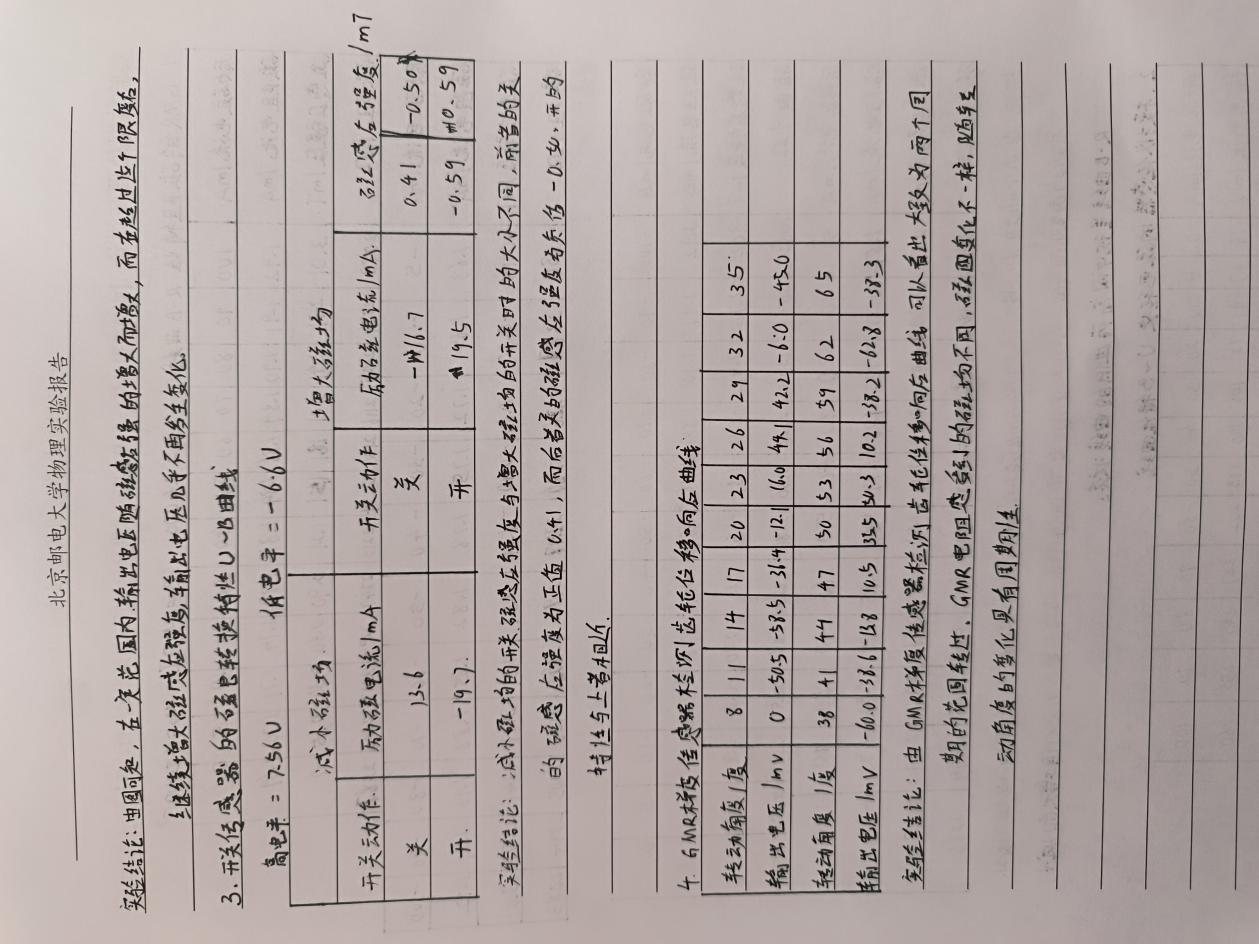 北京邮电大学物理实验报告
实验结论:由图可知,在一定范围内,输出电压随磁感应强的增大而增大,而在超过这个限度后,
继续增大磁感应强度,输出电压几乎不再发生变化.
3. 开关传感器的磁电转换特性U~B曲线
高电平 = 7.56V 低电平 = -6.6V
减小磁场 增大磁场
开关动作 励磁电流/mA 开关动作 励磁电流/mA 磁感应强度/mT
关 13.6 关 -16.7 0.41 -0.50
开 -19.7 开 19.5 -0.59 0.59
实验结论:减小磁场的开关磁感应强度与增大磁场的开关时的大小不同,前者的关
的磁感应强度为正值0.41,而后者关的磁感应强度为负值-0.50,开的
特性与上者相近.
4. GMR梯度传感器检测齿轮位移响应曲线
转动角度/度 8 11 14 17 20 23 26 29 32 35
输出电压/mV 0 -50.5 -58.5 -36.4 -12.1 16.0 44.1 42.2 -6.0 -45.0
转动角度/度 38 41 44 47 50 53 56 59 62 65
输出电压/mV -60.0 -38.6 -13.8 10.5 35.5 50.3 10.2 -38.2 -62.8 -38.3
实验结论:由GMR梯度传感器检测齿轮位移响应曲线可以看出大致为两个周
期的范围转过,GMR电阻感受到的磁场不同,磁阻变化不一样,随转
动角度的变化具有周期性